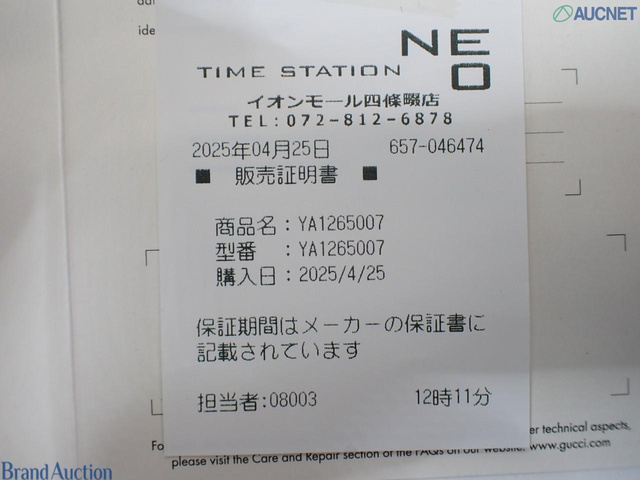 AUCNET
ide
NEO
TIME STATION
イオンモール四條畷店
TEL:072-812-6878
2025年04月25日 657-046474
■ 販売証明書 ■
商品名：YA1265007
型番 ：YA1265007
購入日：2025/4/25
保証期間はメーカーの保証書に
記載されています
担当者:08003 12時11分
Fo
er technical aspects,
please visit the Care and Repair section of the FAQs on our website. www.gucci.com
Brand Auction